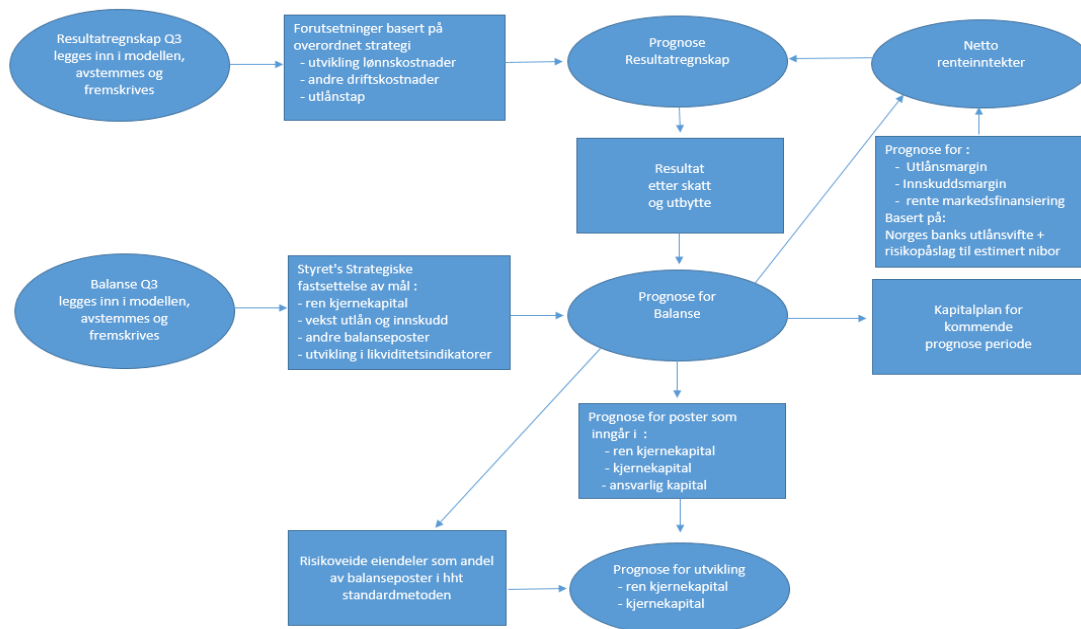 Resultatregnskap Q3
legges inn i modellen,
avstemmes og
fremskrives
Forutsetninger basert på
overordnet strategi
- utvikling lønnskostnader
- andre driftskostnader
- utlånstap
Prognose
Resultatregnskap
Netto
renteinntekter
Resultat
etter skatt
og utbytte
Prognose for :
- Utlånsmargin
- Innskuddsmargin
- rente markedsfinansiering
Basert på:
Norges banks utlånsvifte +
risikopåslag til estimert nibor
Balanse Q3
legges inn i modellen,
avstemmes og
fremskrives
Styret's Strategiske
fastsettelse av mål :
- ren kjernekapital
- vekst utlån og innskudd
- andre balanseposter
- utvikling i likviditetsindikatorer
Prognose for
Balanse
Kapitalplan for
kommende
prognose periode
Prognose for poster som
inngår i :
- ren kjernekapital
- kjernekapital
- ansvarlig kapital
Risikoveide eiendeler som andel
av balanseposter i hht
standardmetoden
Prognose for utvikling
- ren kjernekapital
- kjernekapital